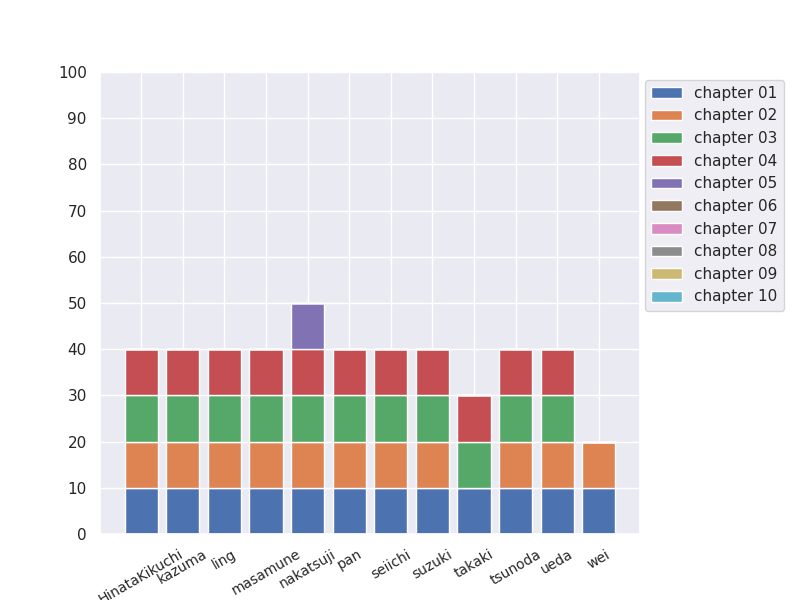 100
90
80
70
60
50
40
30
20
10
0
HinataKikuchi
kazuma
ling
masamune
nakatsuji
pan
seiichi
suzuki
takaki
tsunoda
ueda
wei
chapter 01
chapter 02
chapter 03
chapter 04
chapter 05
chapter 06
chapter 07
chapter 08
chapter 09
chapter 10